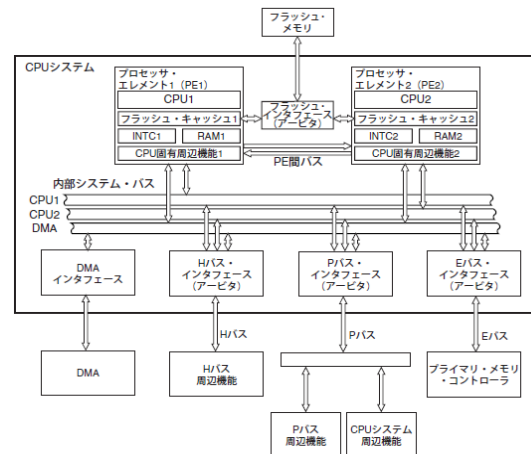 フラッシュ・
メモリ
CPUシステム
プロセッサ・
エレメント1（PE1）
CPU1
フラッシュ・キャッシュ1
INTC1
RAM1
CPU固有周辺機能1
フラッシュ・
インタフェース
（アービタ）
PE間バス
プロセッサ・
エレメント2（PE2）
CPU2
フラッシュ・キャッシュ2
INTC2
RAM2
CPU固有周辺機能2
内部システム・バス
CPU1
CPU2
DMA
DMA
インタフェース
Hバス・
インタフェース
（アービタ）
Pバス・
インタフェース
（アービタ）
Eバス・
インタフェース
（アービタ）
Hバス
Pバス
Eバス
DMA
Hバス
周辺機能
プライマリ・メモリ
・コントローラ
Pバス
周辺機能
CPUシステム
周辺機能